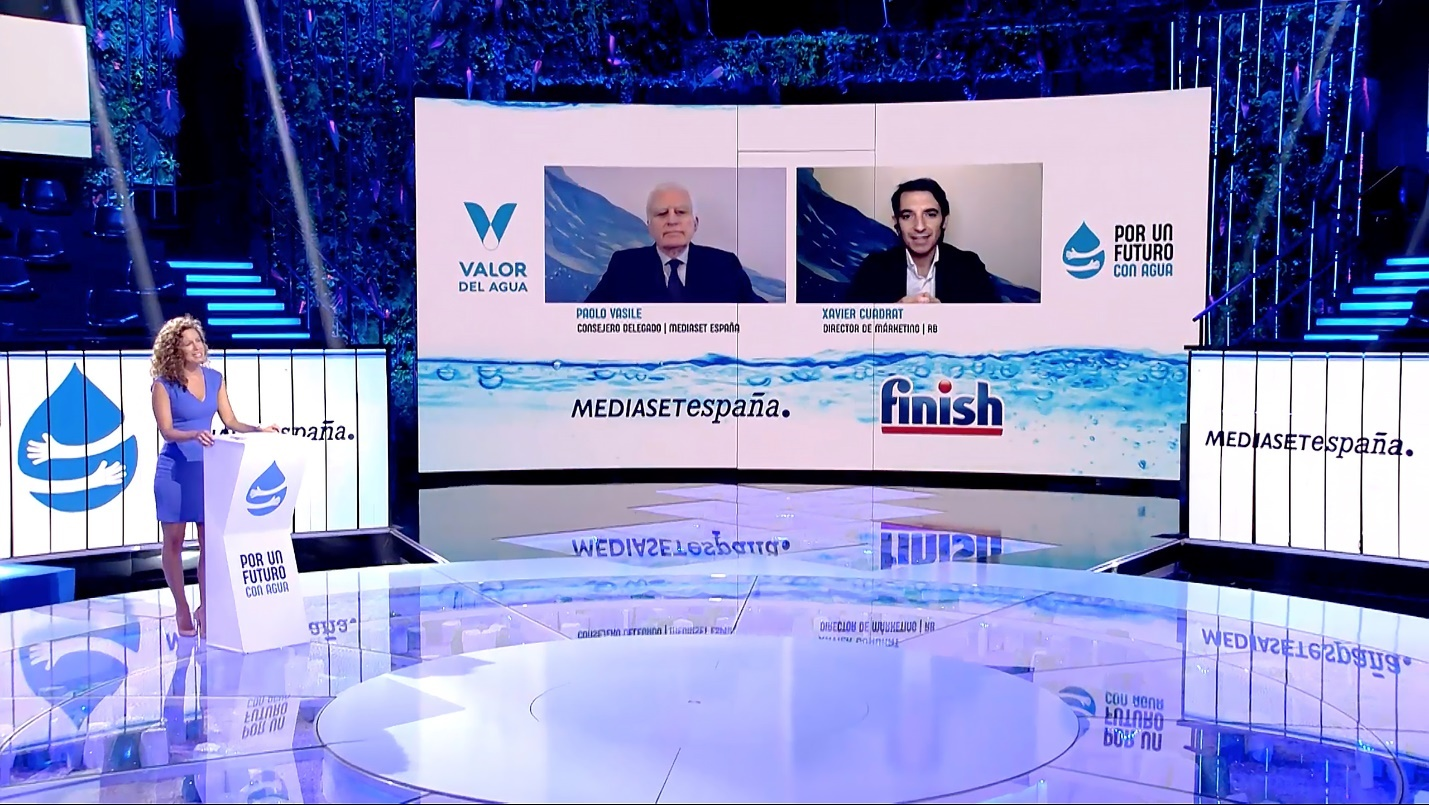 VALOR
DEL AGUA
PAOLO VASILE
CONSEJERO DELEGADO | MEDIASET ESPAÑA
XAVIER CUADRAT
DIRECTOR DE MÁRKETING | RB
POR UN
FUTURO
CON AGUA
MEDIASETespaña.
finish
española.
MEDIASETespaña.
POR UN
FUTURO
CON AGUA